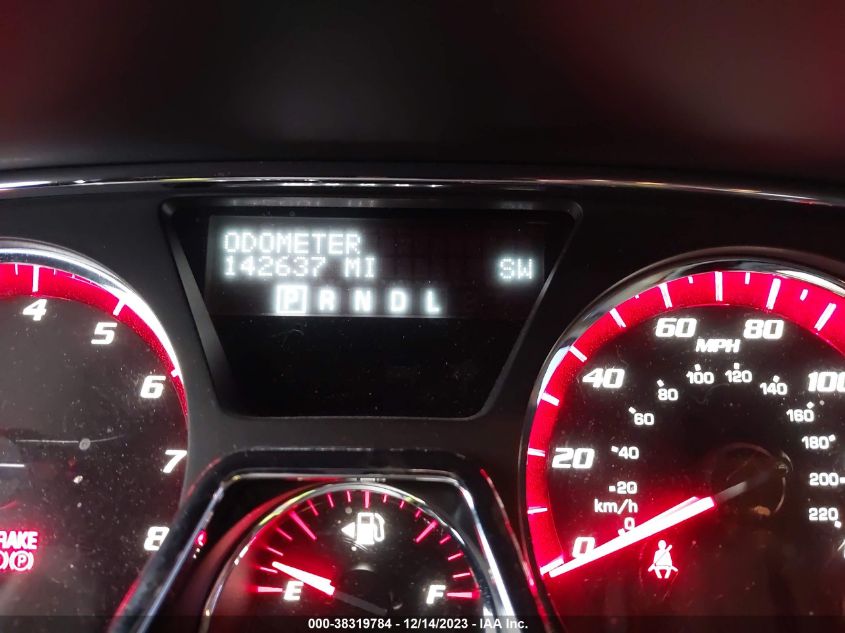 ODOMETER
142637 MI SW
P R N D L
4
5
6
7
8
BRAKE
(P)
E F
MPH
0 20 40 60 80 100
km/h
0 20 40 60 80 100 120 140 160 180 200 220
000-38319784 – 12/14/2023 – IAA Inc.